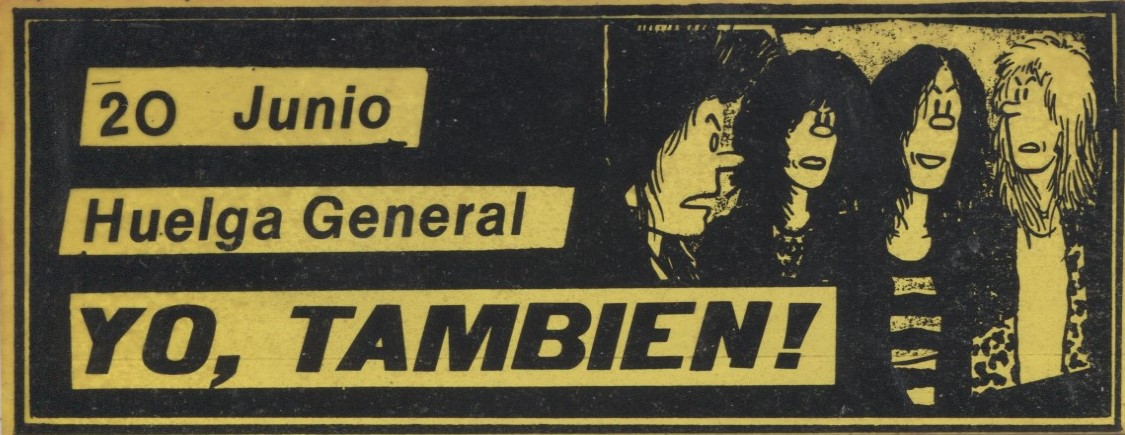 20 Junio
Huelga General
YO, TAMBIEN!